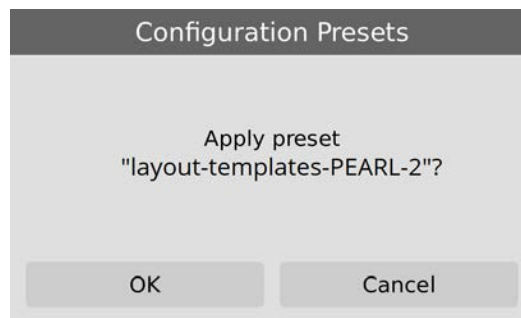 Configuration Presets
Apply preset
"layout-templates-PEARL-2"?
OK
Cancel